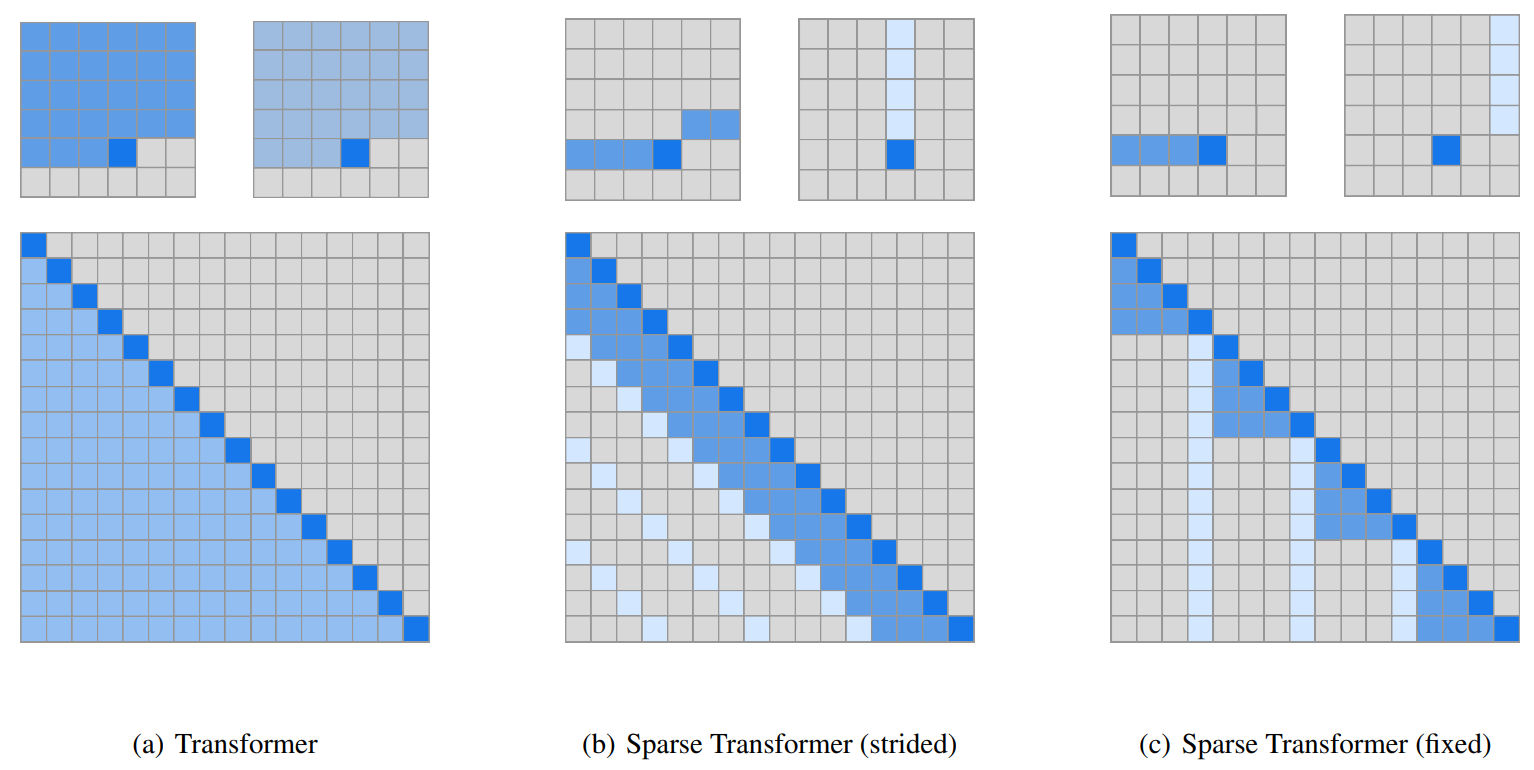 (a) Transformer
(b) Sparse Transformer (strided)
(c) Sparse Transformer (fixed)